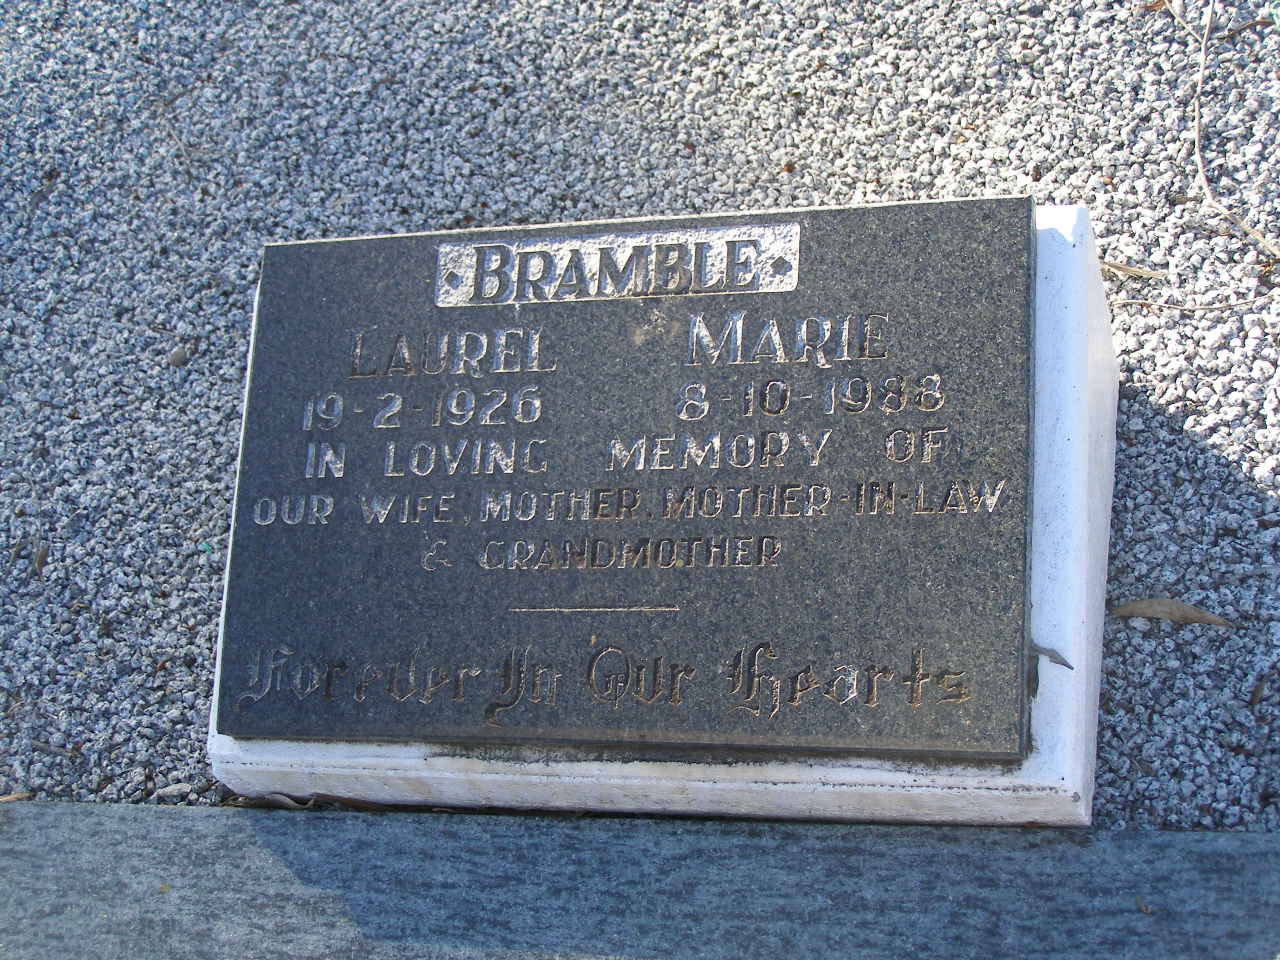 BRAMBLE
LAUREL MARIE
19-2-1926 8-10-1988
IN LOVING MEMORY OF
OUR WIFE, MOTHER, MOTHER-IN-LAW
& GRANDMOTHER
Forever In Our Hearts